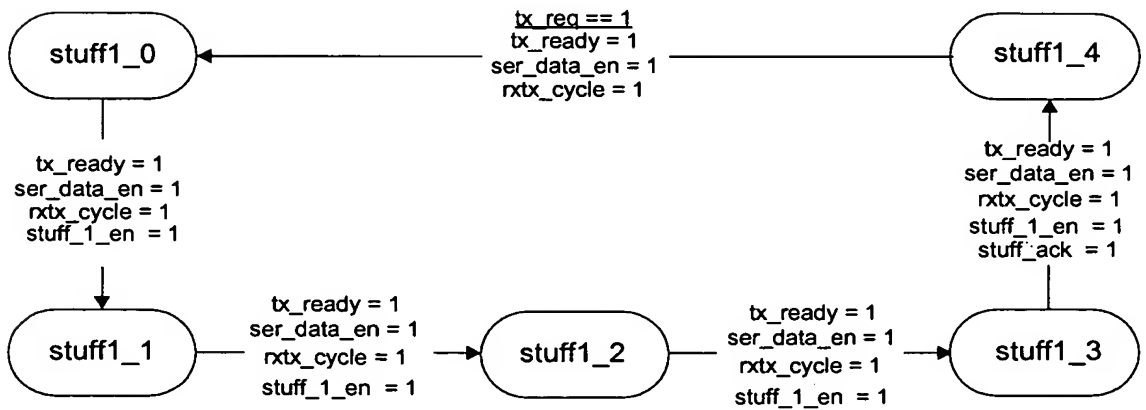 stuff1_0
tx_req == 1
tx_ready = 1
ser_data_en = 1
rxtx_cycle = 1
stuff1_4
tx_ready = 1
ser_data_en = 1
rxtx_cycle = 1
stuff_1_en = 1
tx_ready = 1
ser_data_en = 1
rxtx_cycle = 1
stuff_1_en = 1
stuff_ack = 1
stuff1_1
tx_ready = 1
ser_data_en = 1
rxtx_cycle = 1
stuff_1_en = 1
stuff1_2
tx_ready = 1
ser_data_en = 1
rxtx_cycle = 1
stuff_1_en = 1
stuff1_3